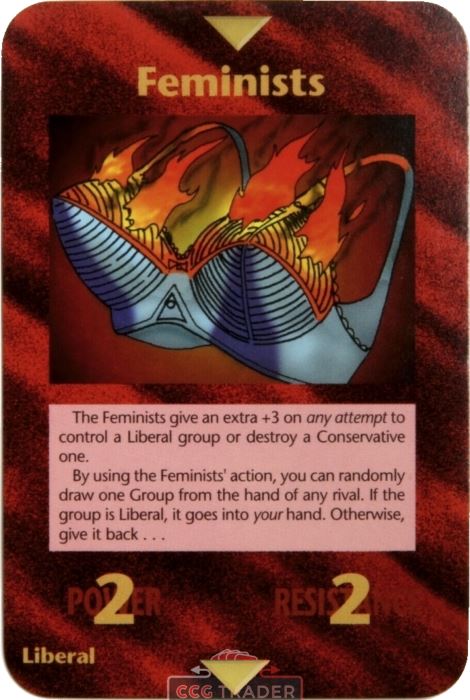 Feminists
The Feminists give an extra +3 on any attempt to
control a Liberal group or destroy a Conservative
one.
By using the Feminists' action, you can randomly
draw one Group from the hand of any rival. If the
group is Liberal, it goes into your hand. Otherwise,
give it back . . .
POWER 2 RESISTANCE 2
Liberal
CCG TRADER